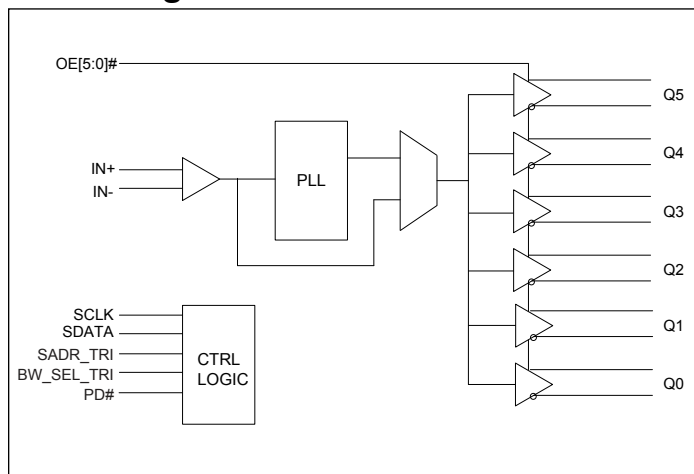 OE[5:0]#
Q5
Q4
IN+
PLL
IN-
Q3
Q2
SCLK
SDATA
Q1
SADR_TRI
CTRL
LOGIC
BW_SEL_TRI
PD#
Q0